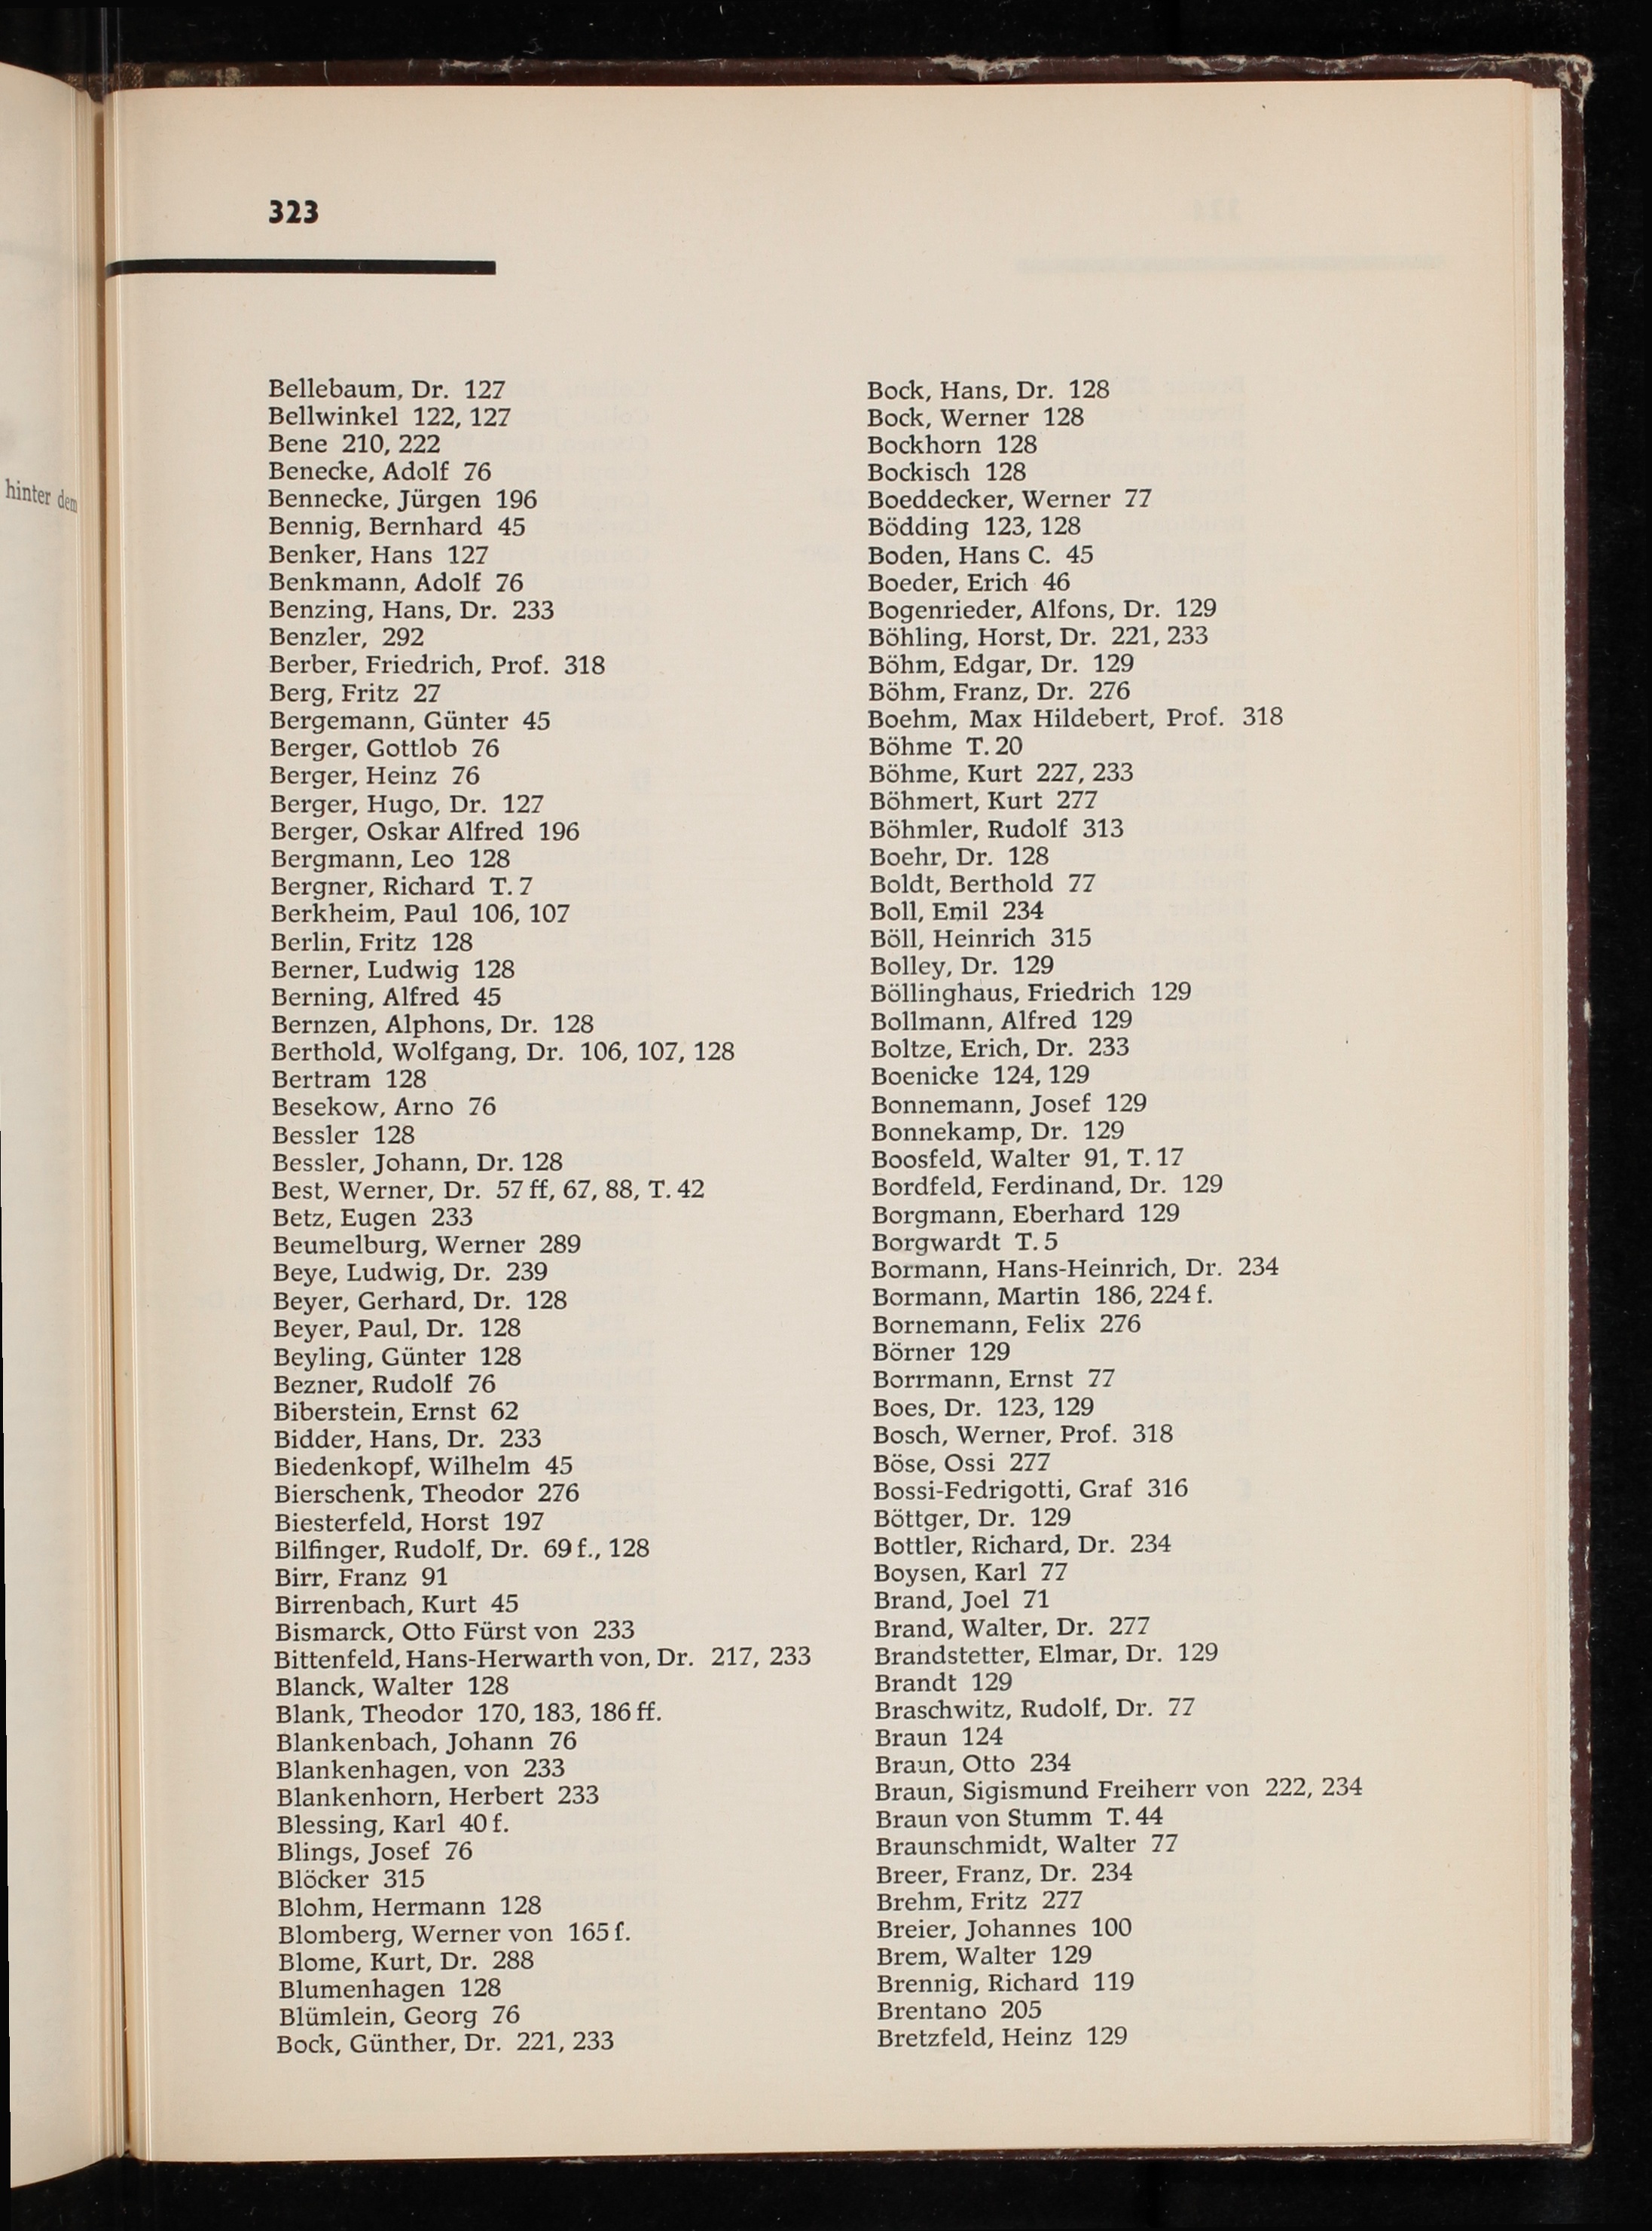 hinter dem
323
Bellebaum, Dr. 127
Bellwinkel 122, 127
Bene 210, 222
Benecke, Adolf 76
Bennecke, Jürgen 196
Bennig, Bernhard 45
Benker, Hans 127
Benkmann, Adolf 76
Benzing, Hans, Dr. 233
Benzler, 292
Berber, Friedrich, Prof. 318
Berg, Fritz 27
Bergemann, Günter 45
Berger, Gottlob 76
Berger, Heinz 76
Berger, Hugo, Dr. 127
Berger, Oskar Alfred 196
Bergmann, Leo 128
Bergner, Richard T. 7
Berkheim, Paul 106, 107
Berlin, Fritz 128
Berner, Ludwig 128
Berning, Alfred 45
Bernzen, Alphons, Dr. 128
Berthold, Wolfgang, Dr. 106, 107, 128
Bertram 128
Besekow, Arno 76
Bessler 128
Bessler, Johann, Dr. 128
Best, Werner, Dr. 57 ff, 67, 88, T. 42
Betz, Eugen 233
Beumelburg, Werner 289
Beye, Ludwig, Dr. 239
Beyer, Gerhard, Dr. 128
Beyer, Paul, Dr. 128
Beyling, Günter 128
Bezner, Rudolf 76
Biberstein, Ernst 62
Bidder, Hans, Dr. 233
Biedenkopf, Wilhelm 45
Bierschenk, Theodor 276
Biesterfeld, Horst 197
Bilfinger, Rudolf, Dr. 69 f., 128
Birr, Franz 91
Birrenbach, Kurt 45
Bismarck, Otto Fürst von 233
Bittenfeld, Hans-Herwarth von, Dr. 217, 233
Blanck, Walter 128
Blank, Theodor 170, 183, 186 ff.
Blankenbach, Johann 76
Blankenhagen, von 233
Blankenhorn, Herbert 233
Blessing, Karl 40 f.
Blings, Josef 76
Blöcker 315
Blohm, Hermann 128
Blomberg, Werner von 165 f.
Blome, Kurt, Dr. 288
Blumenhagen 128
Blümlein, Georg 76
Bock, Günther, Dr. 221, 233
Bock, Hans, Dr. 128
Bock, Werner 128
Bockhorn 128
Bockisch 128
Boeddecker, Werner 77
Bödding 123, 128
Boden, Hans C. 45
Boeder, Erich 46
Bogenrieder, Alfons, Dr. 129
Böhling, Horst, Dr. 221, 233
Böhm, Edgar, Dr. 129
Böhm, Franz, Dr. 276
Boehm, Max Hildebert, Prof. 318
Böhme T. 20
Böhme, Kurt 227, 233
Böhmert, Kurt 277
Böhmler, Rudolf 313
Boehr, Dr. 128
Boldt, Berthold 77
Boll, Emil 234
Böll, Heinrich 315
Bolley, Dr. 129
Böllinghaus, Friedrich 129
Bollmann, Alfred 129
Boltze, Erich, Dr. 233
Boenicke 124, 129
Bonnemann, Josef 129
Bonnekamp, Dr. 129
Boosfeld, Walter 91, T. 17
Bordfeld, Ferdinand, Dr. 129
Borgmann, Eberhard 129
Borgwardt T. 5
Bormann, Hans-Heinrich, Dr. 234
Bormann, Martin 186, 224 f.
Bornemann, Felix 276
Börner 129
Borrmann, Ernst 77
Boes, Dr. 123, 129
Bosch, Werner, Prof. 318
Böse, Ossi 277
Bossi-Fedrigotti, Graf 316
Böttger, Dr. 129
Bottler, Richard, Dr. 234
Boysen, Karl 77
Brand, Joel 71
Brand, Walter, Dr. 277
Brandstetter, Elmar, Dr. 129
Brandt 129
Braschwitz, Rudolf, Dr. 77
Braun 124
Braun, Otto 234
Braun, Sigismund Freiherr von 222, 234
Braun von Stumm T. 44
Braunschmidt, Walter 77
Breer, Franz, Dr. 234
Brehm, Fritz 277
Breier, Johannes 100
Brem, Walter 129
Brennig, Richard 119
Brentano 205
Bretzfeld, Heinz 129